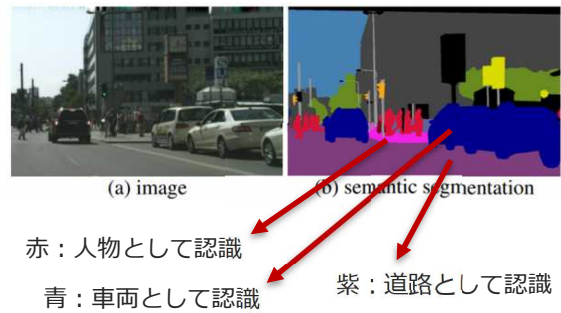 (a) image
(b) semantic segmentation
赤：人物として認識
青：車両として認識
紫：道路として認識